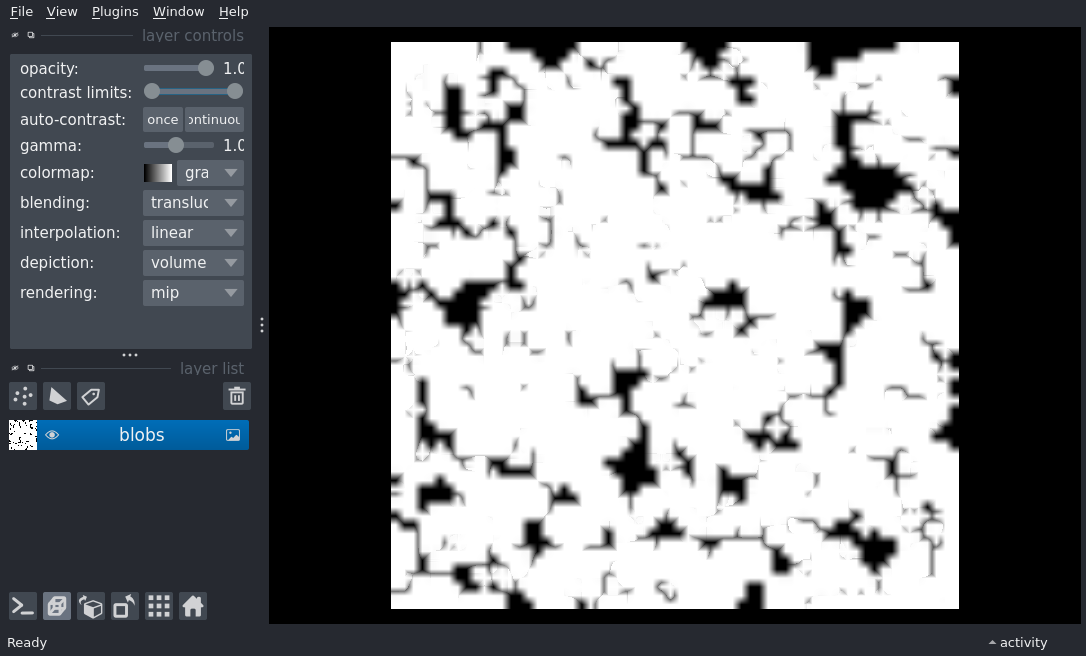 File View Plugins Window Help
layer controls
opacity: 1.0
contrast limits:
auto-contrast: once ontinuou
gamma: 1.0
colormap: gra
blending: transluc
interpolation: linear
depiction: volume
rendering: mip
layer list
blobs
Ready
activity